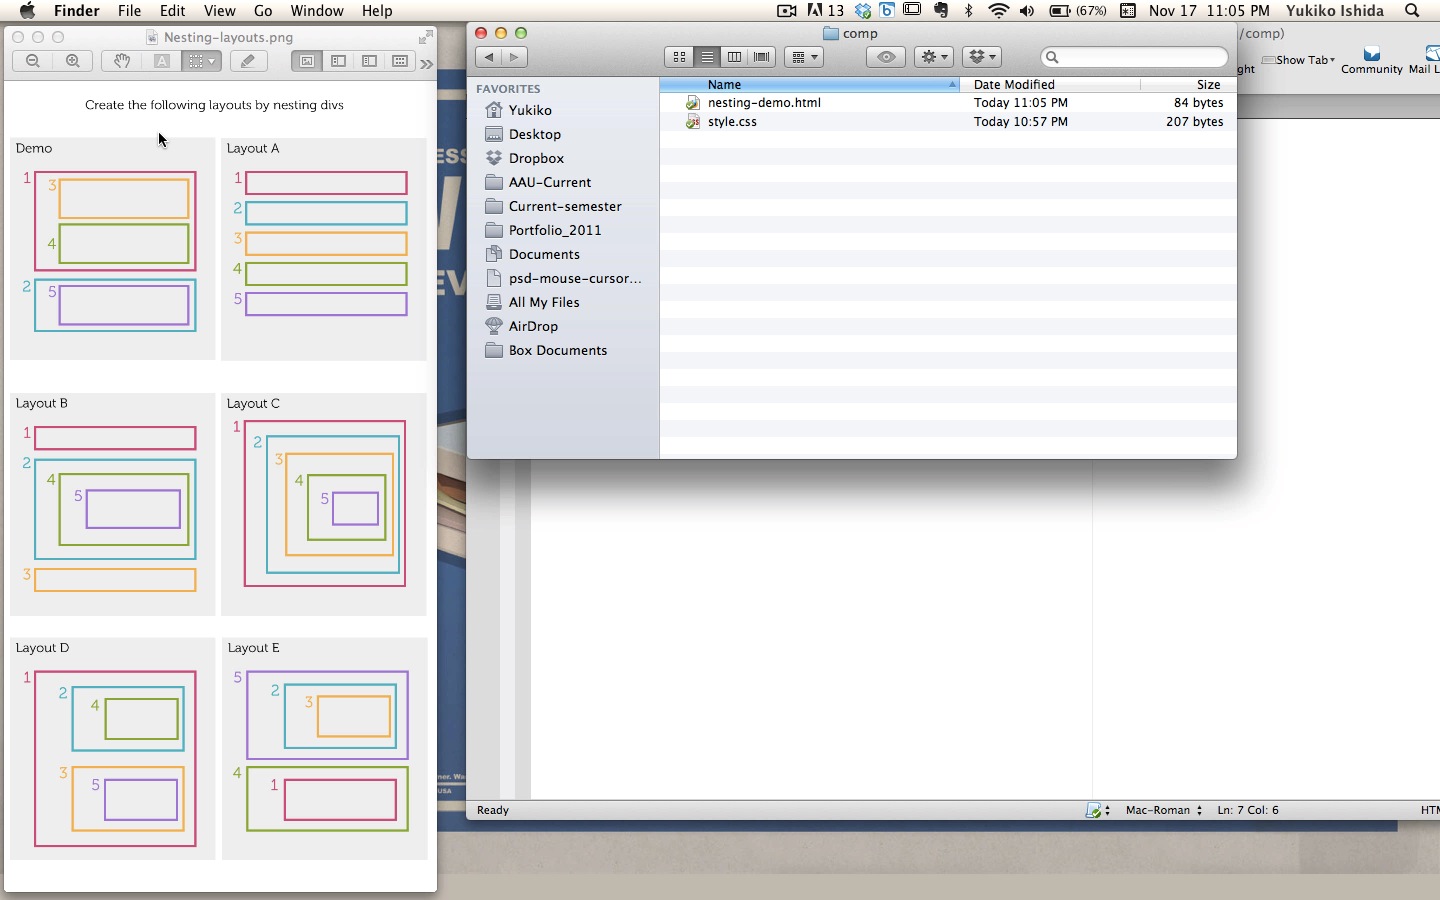 Finder File Edit View Go Window Help
13 (67%) Nov 17 11:05 PM Yukiko Ishida
Nesting-layouts.png
Create the following layouts by nesting divs
Demo
1
3
4
2
5
Layout A
1
2
3
4
5
Layout B
1
2
4
5
3
Layout C
1
2
3
4
5
Layout D
1
2
4
3
5
Layout E
5
2
3
4
1
comp
FAVORITES
Yukiko
Desktop
Dropbox
AAU-Current
Current-semester
Portfolio_2011
Documents
psd-mouse-cursor...
All My Files
AirDrop
Box Documents
Name Date Modified Size
nesting-demo.html Today 11:05 PM 84 bytes
style.css Today 10:57 PM 207 bytes
/comp)
ght Show Tab Community Mail L
Ready Mac-Roman Ln: 7 Col: 6 HTM
ESS
EV
ner. Wa
USA